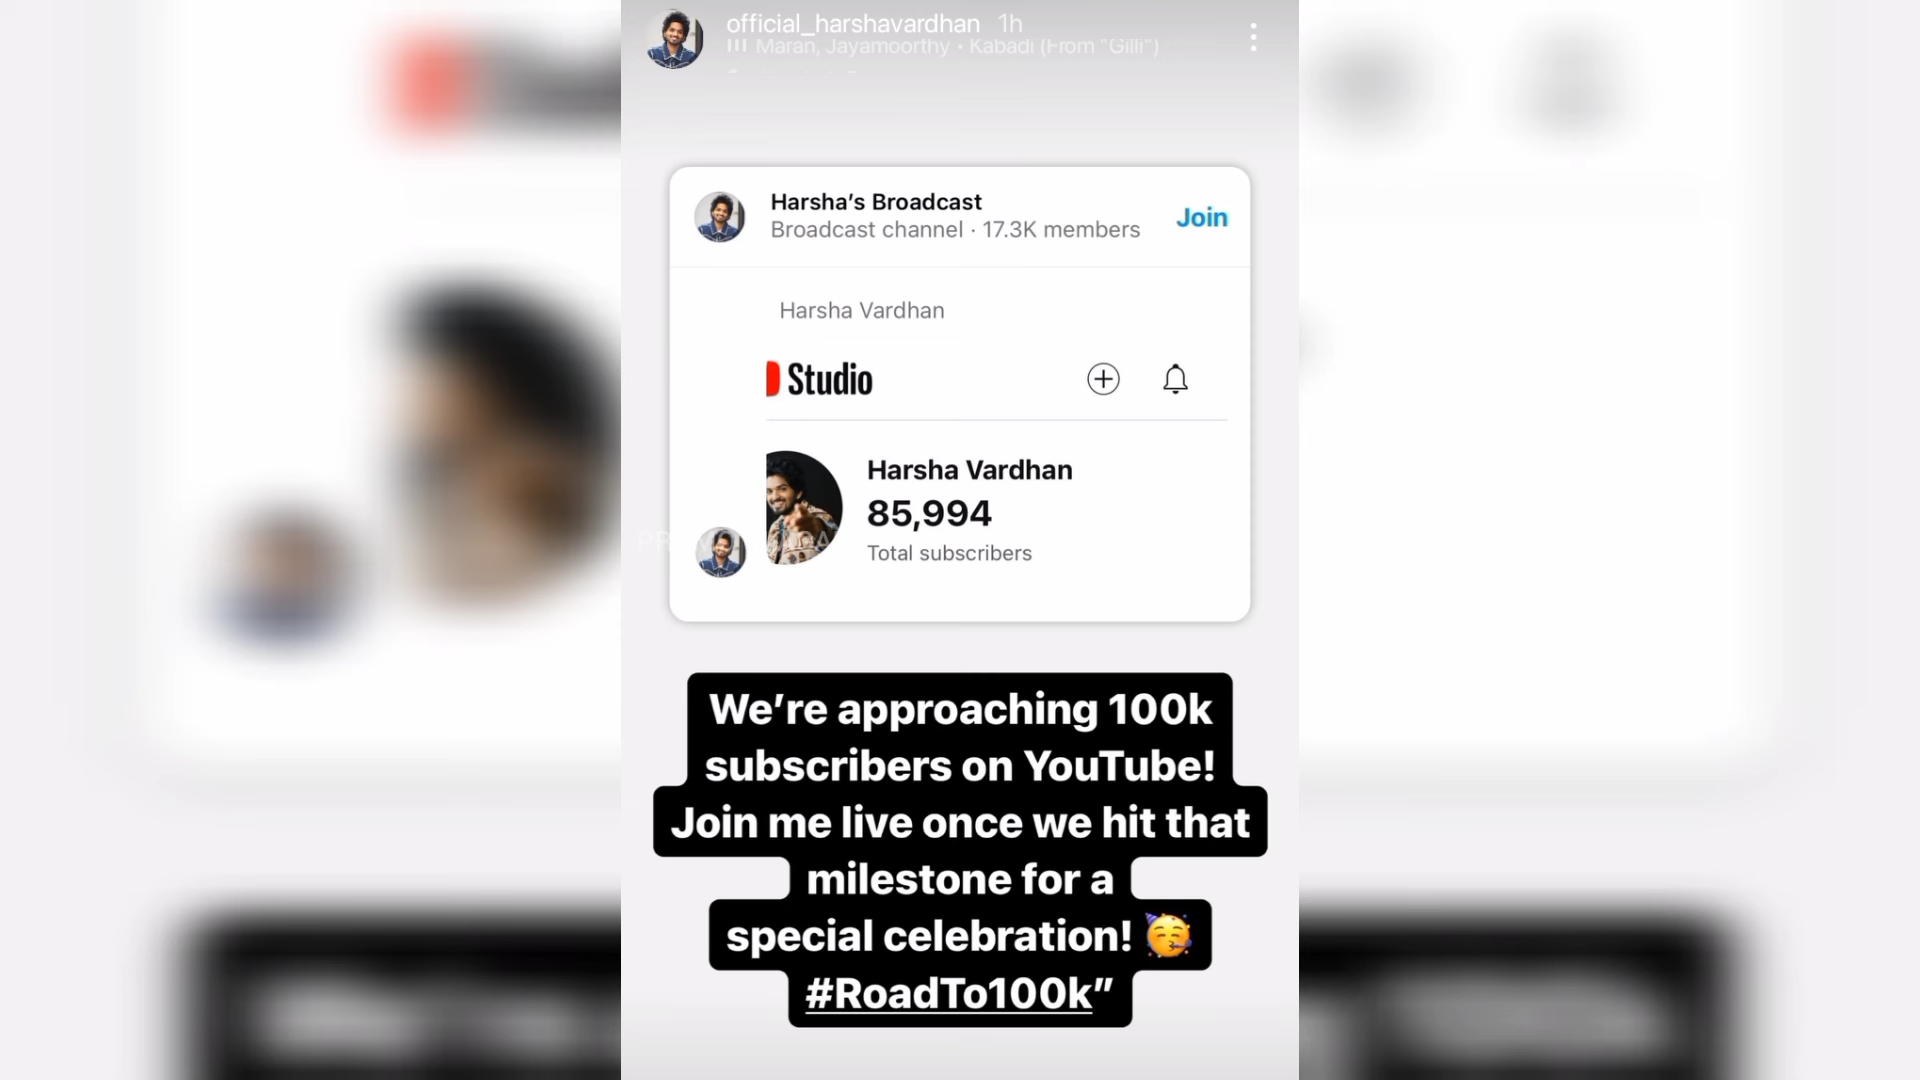 official_harshavardhan 1h
Maran, Jayamoorthy • Kabadi (From "Gilli")
Harsha's Broadcast
Broadcast channel · 17.3K members
Join
Harsha Vardhan
Studio
Harsha Vardhan
85,994
Total subscribers
We're approaching 100k
subscribers on YouTube!
Join me live once we hit that
milestone for a
special celebration! 🥳
#RoadTo100k”